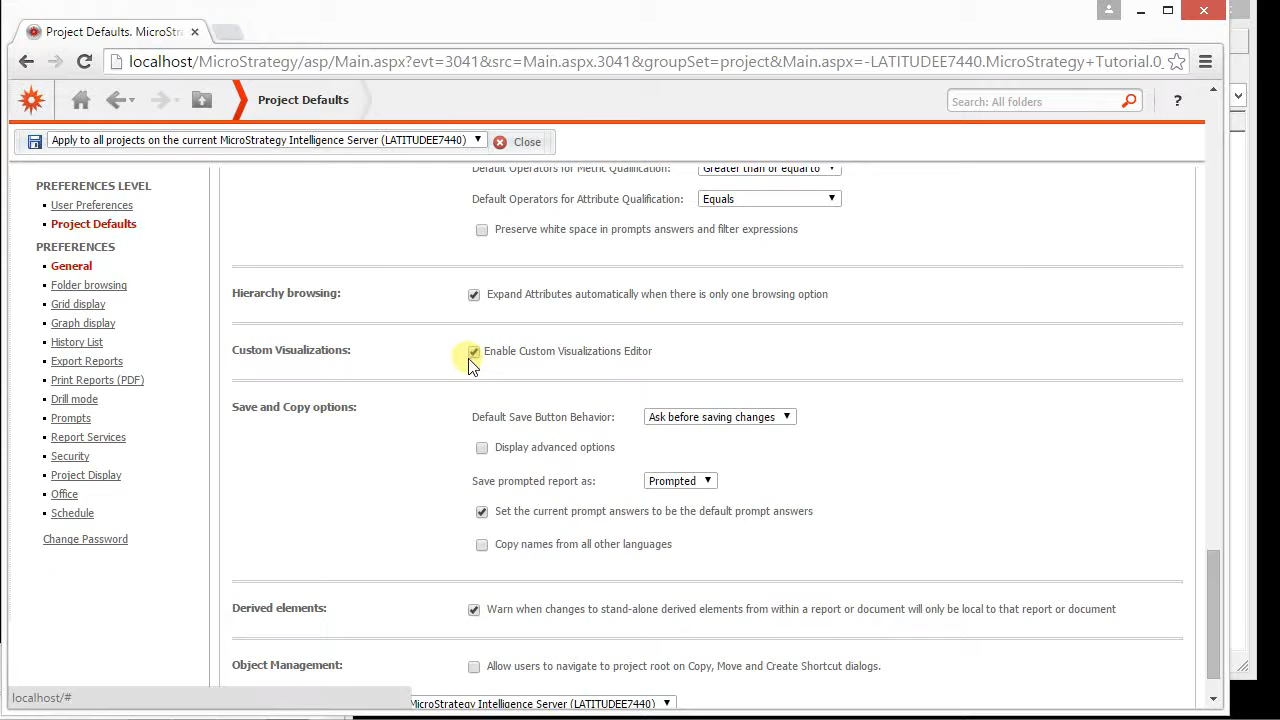 Project Defaults. MicroStra
localhost/MicroStrategy/asp/Main.aspx?evt=3041&src=Main.aspx.3041&groupSet=project&Main.aspx=-LATITUDEE7440.MicroStrategy+Tutorial.0_
Project Defaults
Search: All folders
?
Apply to all projects on the current MicroStrategy Intelligence Server (LATITUDEE7440)
Close
PREFERENCES LEVEL
User Preferences
Project Defaults
PREFERENCES
General
Folder browsing
Grid display
Graph display
History List
Export Reports
Print Reports (PDF)
Drill mode
Prompts
Report Services
Security
Project Display
Office
Schedule
Change Password
Default Operators for Metric Qualification: Greater than or equal to
Default Operators for Attribute Qualification: Equals
Preserve white space in prompts answers and filter expressions
Hierarchy browsing: Expand Attributes automatically when there is only one browsing option
Custom Visualizations: Enable Custom Visualizations Editor
Save and Copy options:
Default Save Button Behavior: Ask before saving changes
Display advanced options
Save prompted report as: Prompted
Set the current prompt answers to be the default prompt answers
Copy names from all other languages
Derived elements: Warn when changes to stand-alone derived elements from within a report or document will only be local to that report or document
Object Management: Allow users to navigate to project root on Copy, Move and Create Shortcut dialogs.
MicroStrategy Intelligence Server (LATITUDEE7440)
localhost/#